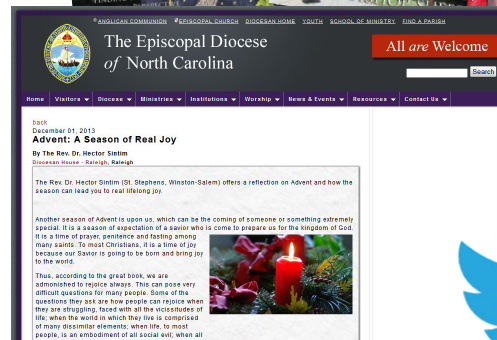 ANGLICAN COMMUNION EPISCOPAL CHURCH DIOCESAN HOME YOUTH SCHOOL OF MINISTRY FIND A PARISH
The Episcopal Diocese
of North Carolina
All are Welcome
Search
Home Visitors Diocese Ministries Institutions Worship News & Events Resources Contact Us
back
December 01, 2013
Advent: A Season of Real Joy
By The Rev. Dr. Hector Sintim
Diocesan House - Raleigh, Raleigh
The Rev. Dr. Hector Sintim (St. Stephens, Winston-Salem) offers a reflection on Advent and how the
season can lead you to real lifelong joy.
Another season of Advent is upon us, which can be the coming of someone or something extremely
special. It is a season of expectation of a savior who is come to prepare us for the kingdom of God.
It is a time of prayer, penitence and fasting among
many saints. To most Christians, it is a time of joy
because our Savior is going to be born and bring joy
to the world.
Thus, according to the great book, we are
admonished to rejoice always. This can pose very
difficult questions for many people. Some of the
questions they ask are how people can rejoice when
they are struggling, faced with all the vicissitudes of
life; when the world in which they live is comprised
of many dissimilar elements; when life, to most
people, is an embodiment of all social evil; when all